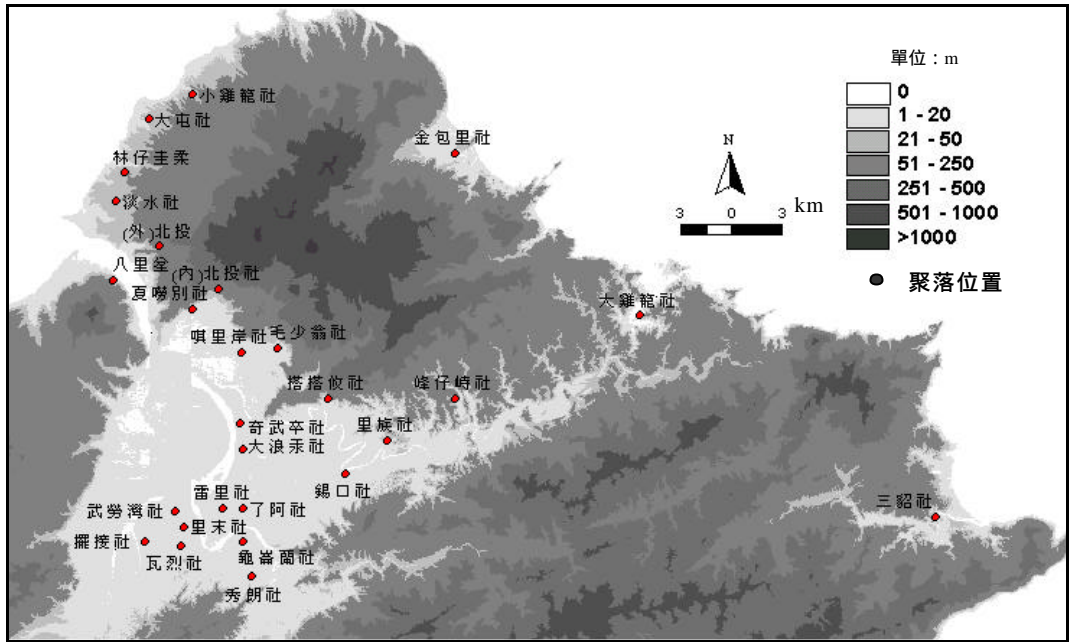 單位：m
0
1 - 20
21 - 50
51 - 250
251 - 500
501 - 1000
>1000
聚落位置
N
3 0 3 km
小雞籠社
大屯社
金包里社
林仔圭柔
淡水社
(外)北投
八里坌
(內)北投社
夏嘮別社
大雞籠社
唭里岸社
毛少翁社
搭搭攸社
峰仔峙社
奇武卒社
里族社
大浪泵社
錫口社
雷里社
了阿社
武勞灣社
里末社
三貂社
擺接社
瓦烈社
龜崙蘭社
秀朗社